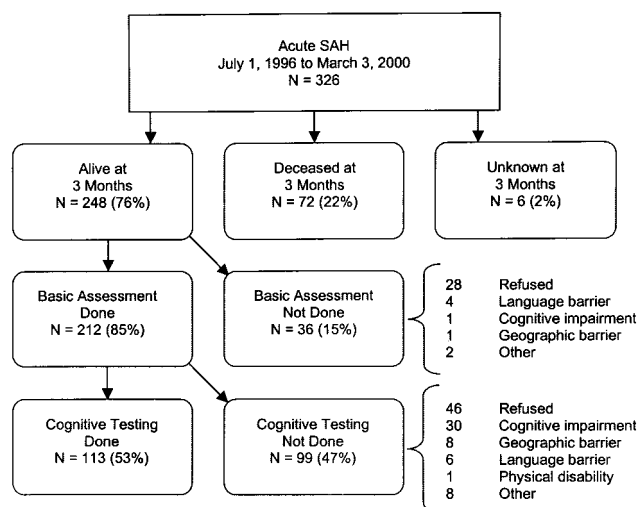 Acute SAH
July 1, 1996 to March 3, 2000
N = 326
Alive at
3 Months
N = 248 (76%)
Deceased at
3 Months
N = 72 (22%)
Unknown at
3 Months
N = 6 (2%)
Basic Assessment
Done
N = 212 (85%)
Basic Assessment
Not Done
N = 36 (15%)
28 Refused
4 Language barrier
1 Cognitive impairment
1 Geographic barrier
2 Other
Cognitive Testing
Done
N = 113 (53%)
Cognitive Testing
Not Done
N = 99 (47%)
46 Refused
30 Cognitive impairment
8 Geographic barrier
6 Language barrier
1 Physical disability
8 Other